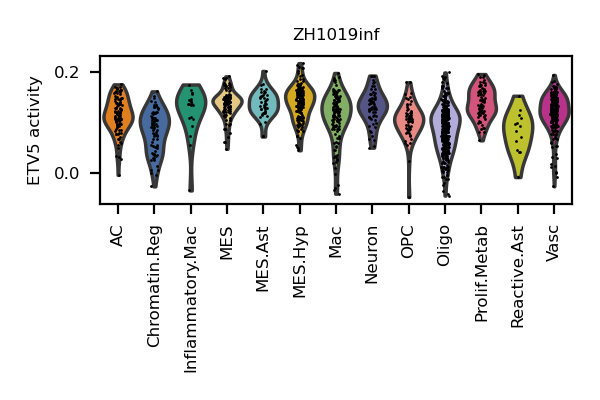 ZH1019inf
ETV5 activity
0.2
0.0
AC
Chromatin.Reg
Inflammatory.Mac
MES
MES.Ast
MES.Hyp
Mac
Neuron
OPC
Oligo
Prolif.Metab
Reactive.Ast
Vasc